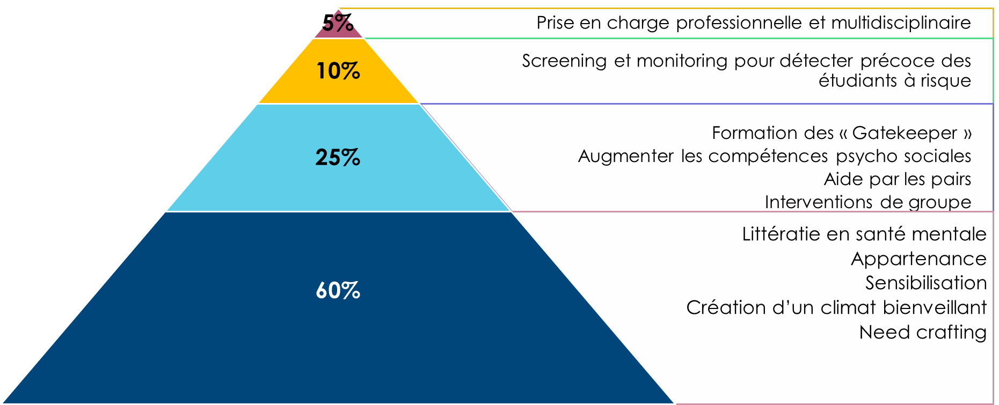 5%
Prise en charge professionnelle et multidisciplinaire
10%
Screening et monitoring pour détecter précoce des
étudiants à risque
25%
Formation des « Gatekeeper »
Augmenter les compétences psycho sociales
Aide par les pairs
Interventions de groupe
60%
Littératie en santé mentale
Appartenance
Sensibilisation
Création d’un climat bienveillant
Need crafting